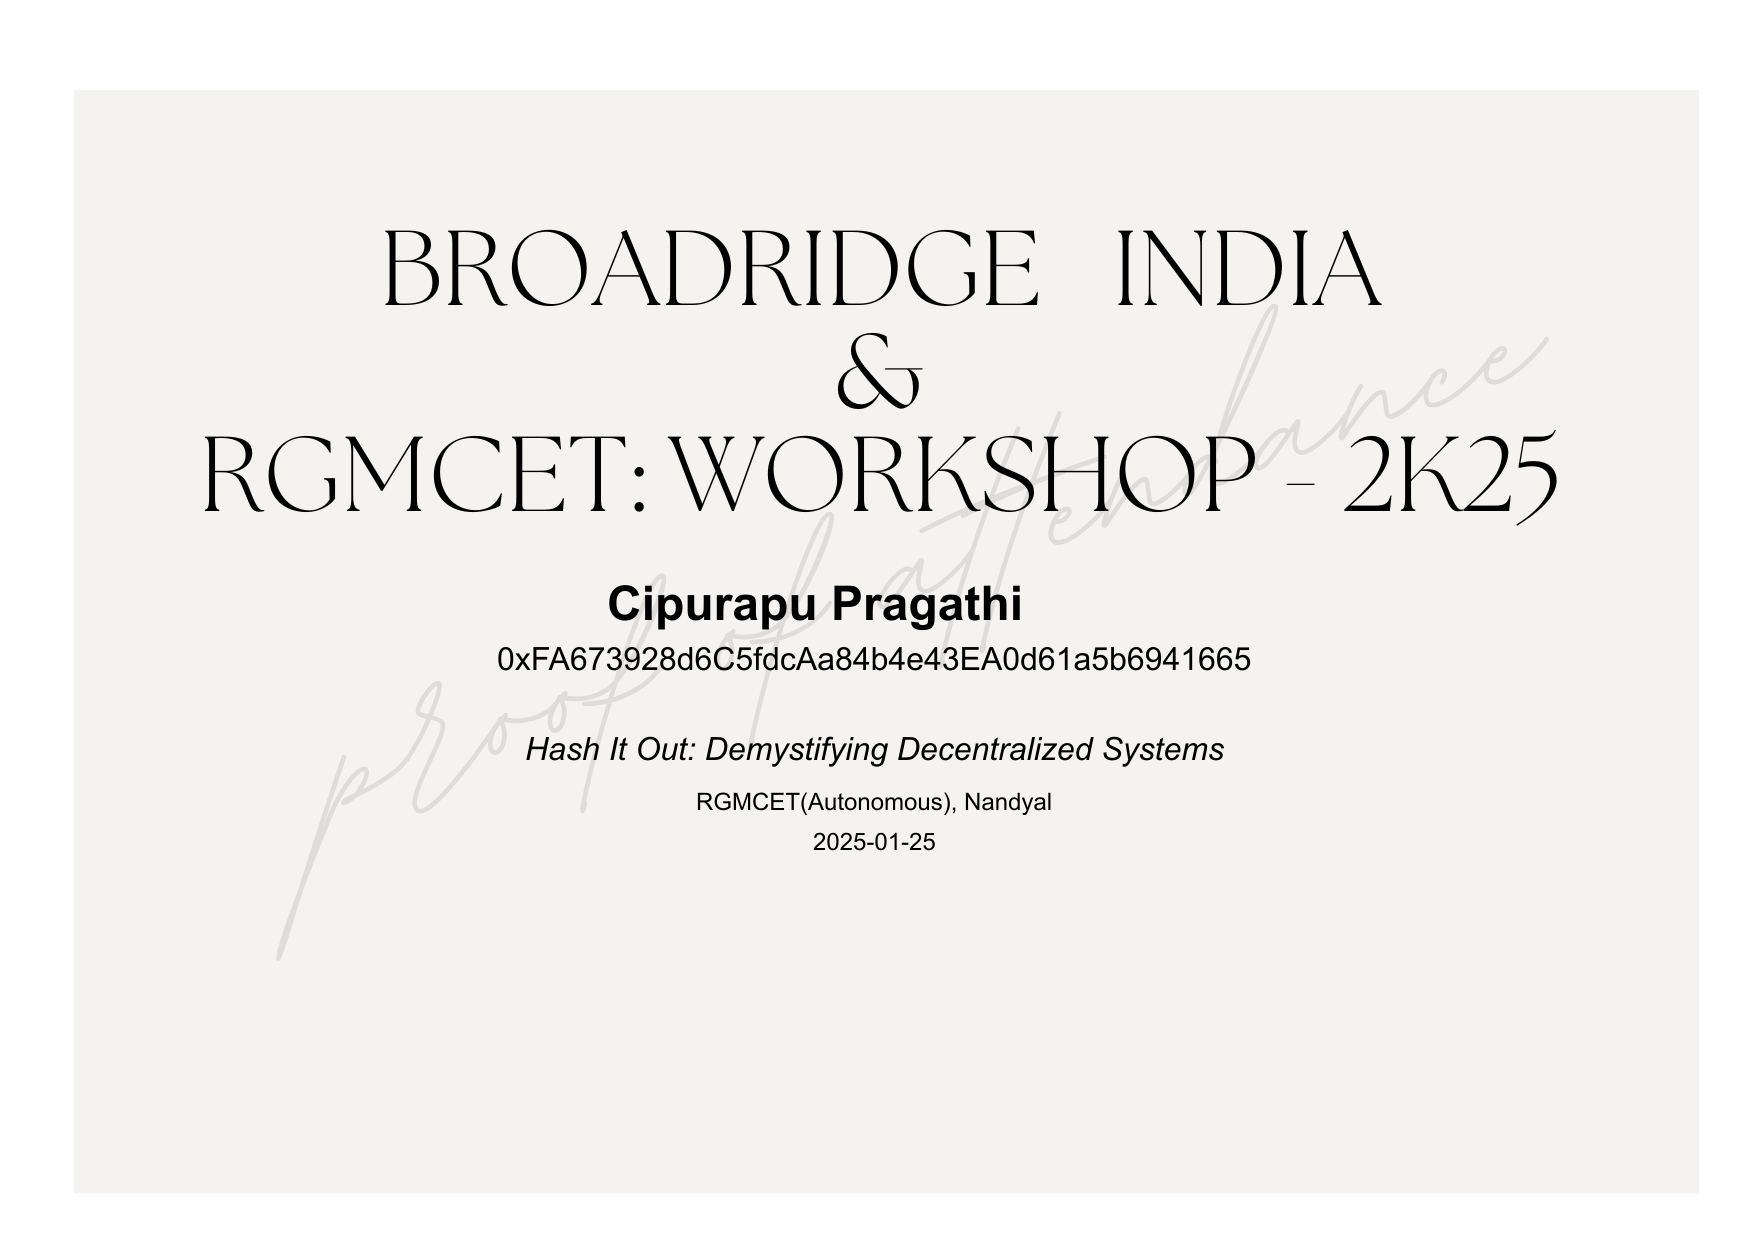 BROADRIDGE INDIA
&
RGMCET: WORKSHOP - 2K25
proof of attendance
Cipurapu Pragathi
0xFA673928d6C5fdcAa84b4e43EA0d61a5b6941665
Hash It Out: Demystifying Decentralized Systems
RGMCET(Autonomous), Nandyal
2025-01-25